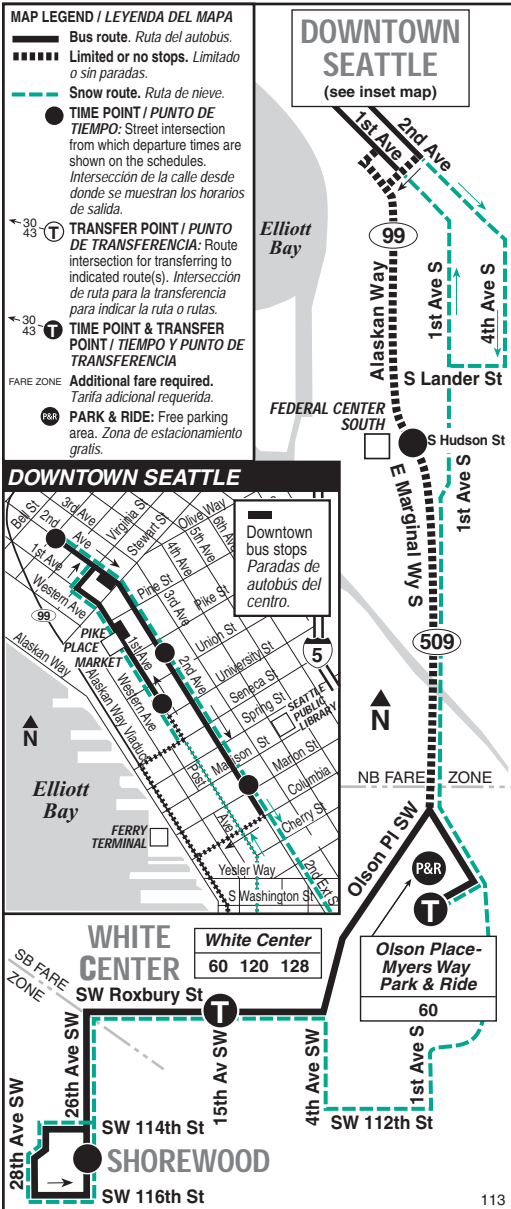 MAP LEGEND / LEYENDA DEL MAPA
Bus route. Ruta del autobús.
Limited or no stops. Limitado
o sin paradas.
Snow route. Ruta de nieve.
TIME POINT / PUNTO DE
TIEMPO: Street intersection
from which departure times are
shown on the schedules.
Intersección de la calle desde
donde se muestran los horarios
de salida.
30
43
T
TRANSFER POINT / PUNTO
DE TRANSFERENCIA: Route
intersection for transferring to
indicated route(s). Intersección
de ruta para la transferencia
para indicar la ruta o rutas.
30
43
T
TIME POINT & TRANSFER
POINT / TIEMPO Y PUNTO DE
TRANSFERENCIA
FARE ZONE
Additional fare required.
Tarifa adicional requerida.
P&R
PARK & RIDE: Free parking
area. Zona de estacionamiento
gratis.
DOWNTOWN
SEATTLE
(see inset map)
1st Ave
2nd Ave
Elliott
Bay
99
Alaskan Way
1st Ave S
4th Ave S
S Lander St
FEDERAL CENTER
SOUTH
S Hudson St
E Marginal Wy S
1st Ave S
509
N
NB FARE ZONE
Olson Pl SW
P&R
T
Olson Place-
Myers Way
Park & Ride
60
1st Ave S
DOWNTOWN SEATTLE
Bell St
3rd Ave
2nd
Ave
Virginia St
Stewart St
Olive Way
6th Ave
5th Ave
4th Ave
1st Ave
Western Ave
Pine St
3rd Ave
Pike St
Downtown
bus stops
Paradas de
autobús del
centro.
99
PIKE
PLACE
MARKET
1st Ave
Union St
2nd Ave
University St
5
Alaskan Way
Western Ave
Seneca St
Spring St
SEATTLE
PUBLIC
LIBRARY
Alaskan Way Viaduct
Madison St
Marion St
N
Post
Ave
Columbia
Elliott
Bay
Cherry St
FERRY
TERMINAL
Yesler Way
2nd Ext S
S Washington St
WHITE
CENTER
White Center
60 120 128
SB FARE
ZONE
SW Roxbury St
T
26th Ave SW
15th Av SW
4th Ave SW
28th Ave SW
SW 114th St
SW 112th St
SHOREWOOD
SW 116th St
113